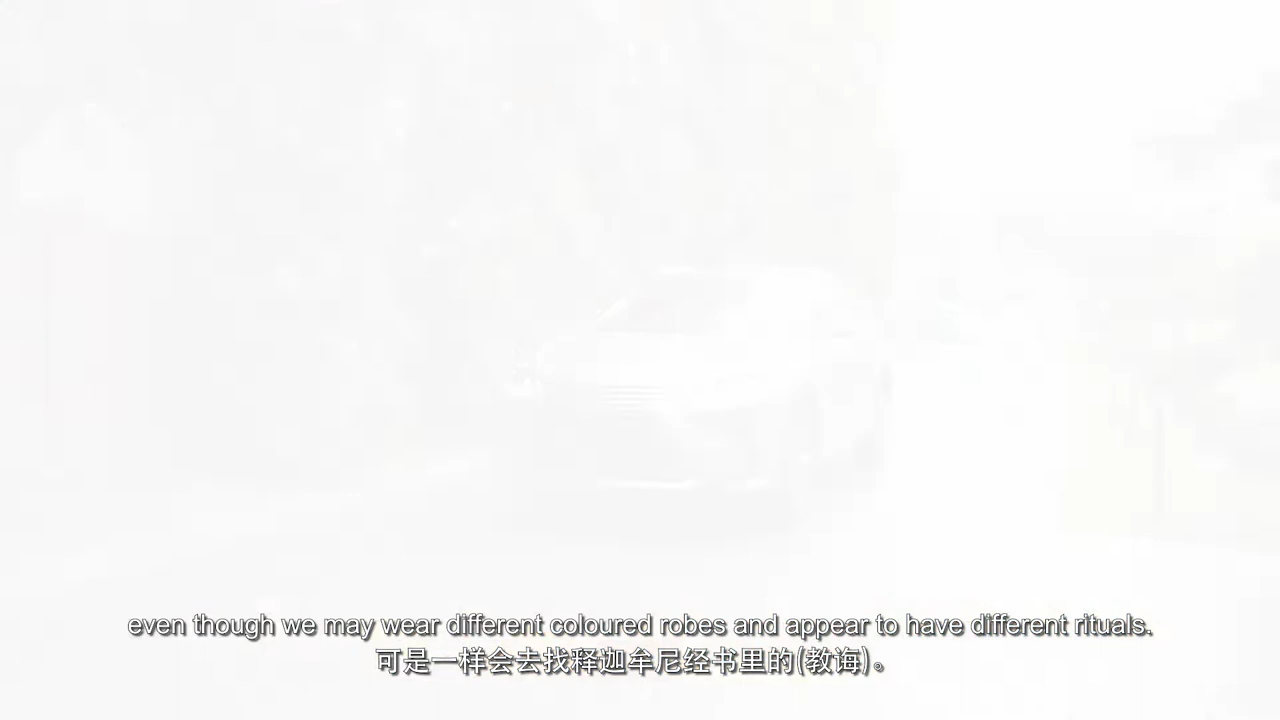 even though we may wear different coloured robes and appear to have different rituals.
可是一样会去找释迦牟尼经书里的(教诲)。